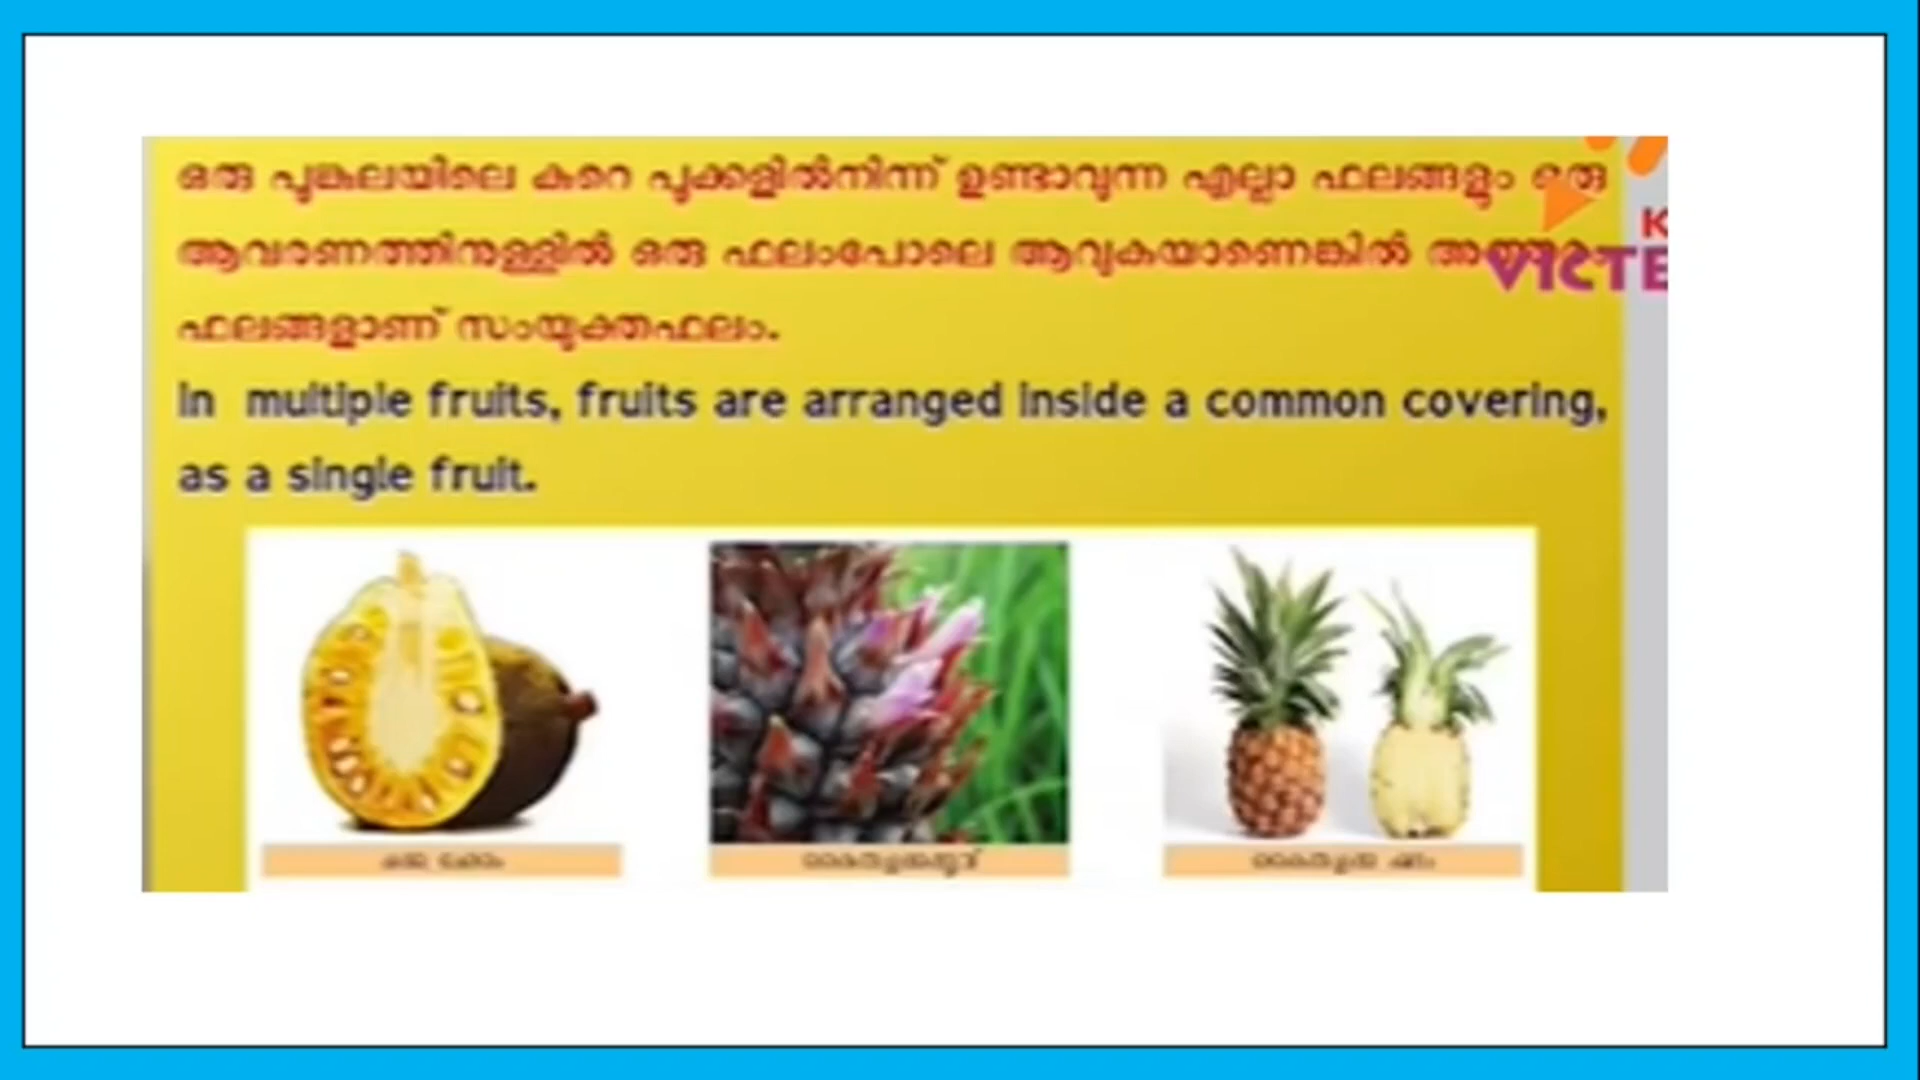 ഒരു പൂങ്കുലയിലെ കുറെ പൂക്കളിൽനിന്ന് ഉണ്ടാവുന്ന എല്ലാ ഫലങ്ങളും ഒരു
ആവരണത്തിനുള്ളിൽ ഒരു ഫലംപോലെ ആവുകയാണെങ്കിൽ
ഫലങ്ങളാണ് സംയുക്തഫലം.
In multiple fruits, fruits are arranged inside a common covering,
as a single fruit.
K
VICTE